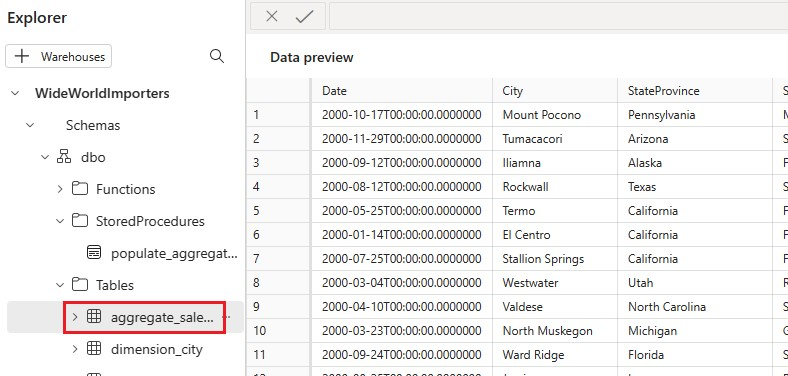 Explorer
+ Warehouses
WideWorldImporters
Schemas
dbo
Functions
StoredProcedures
populate_aggregat...
Tables
aggregate_sale...
dimension_city
Data preview
Date City StateProvince S
1 2000-10-17T00:00:00.0000000 Mount Pocono Pennsylvania
2 2000-11-29T00:00:00.0000000 Tumacacori Arizona
3 2000-09-12T00:00:00.0000000 Iliamna Alaska
4 2000-08-12T00:00:00.0000000 Rockwall Texas
5 2000-05-25T00:00:00.0000000 Termo California
6 2000-01-14T00:00:00.0000000 El Centro California
7 2000-07-25T00:00:00.0000000 Stallion Springs California
8 2000-03-04T00:00:00.0000000 Westwater Utah
9 2000-04-10T00:00:00.0000000 Valdese North Carolina
10 2000-03-23T00:00:00.0000000 North Muskegon Michigan
11 2000-09-24T00:00:00.0000000 Ward Ridge Florida